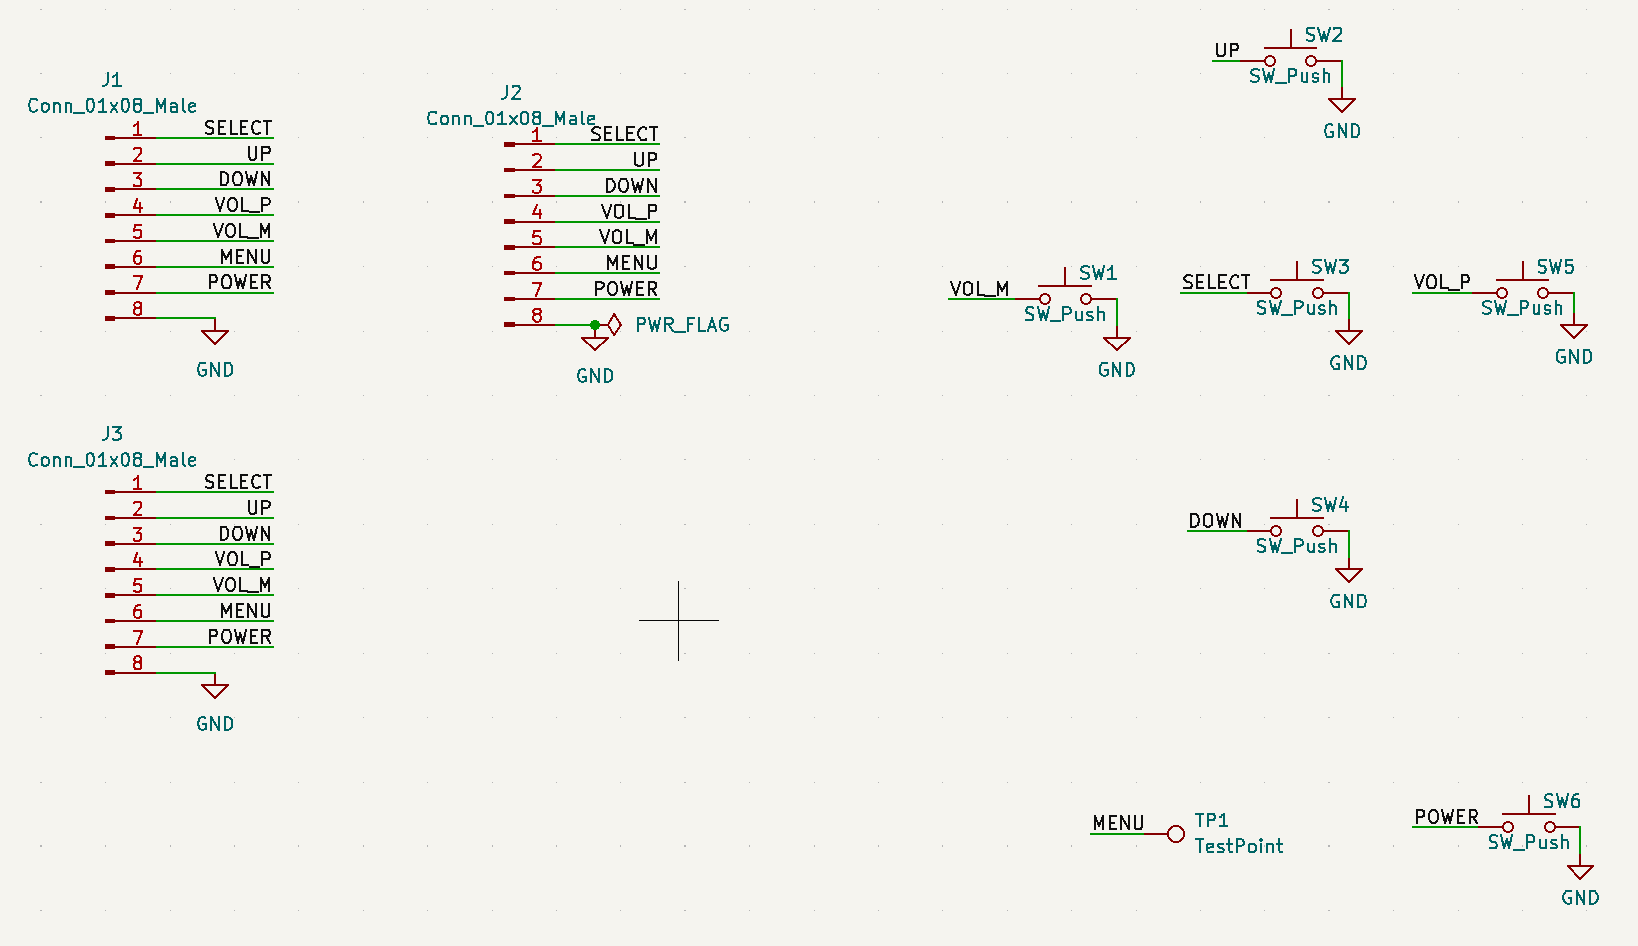 J1
Conn_01x08_Male
1 SELECT
2 UP
3 DOWN
4 VOL_P
5 VOL_M
6 MENU
7 POWER
8
GND
J2
Conn_01x08_Male
1 SELECT
2 UP
3 DOWN
4 VOL_P
5 VOL_M
6 MENU
7 POWER
8 PWR_FLAG
GND
J3
Conn_01x08_Male
1 SELECT
2 UP
3 DOWN
4 VOL_P
5 VOL_M
6 MENU
7 POWER
8
GND
UP SW2
SW_Push
GND
VOL_M SW1
SW_Push
GND
SELECT SW3
SW_Push
GND
VOL_P SW5
SW_Push
GND
DOWN SW4
SW_Push
GND
MENU TP1
TestPoint
POWER SW6
SW_Push
GND